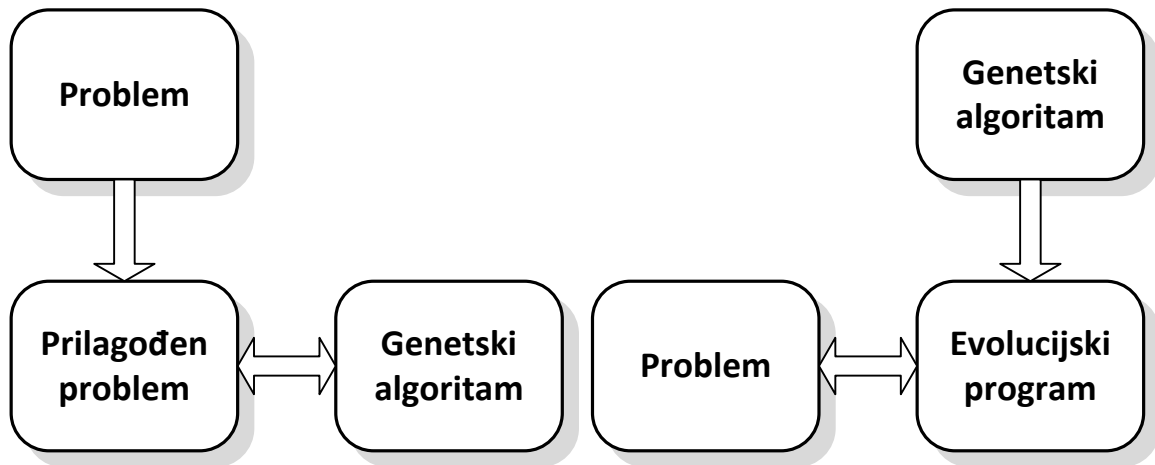 Problem
Genetski
algoritam
Prilagođen
problem
Genetski
algoritam
Problem
Evolucijski
program